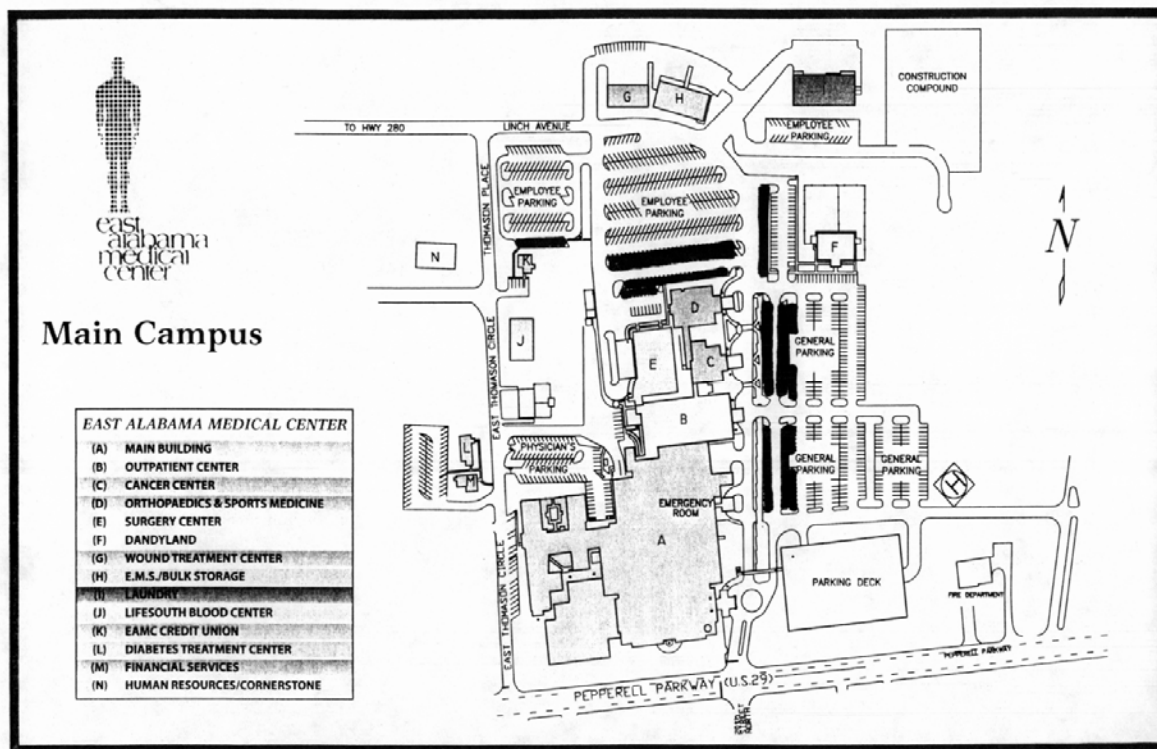 east
alabama
medical
center
Main Campus
EAST ALABAMA MEDICAL CENTER
(A) MAIN BUILDING
(B) OUTPATIENT CENTER
(C) CANCER CENTER
(D) ORTHOPAEDICS & SPORTS MEDICINE
(E) SURGERY CENTER
(F) DANDYLAND
(G) WOUND TREATMENT CENTER
(H) E.M.S./BULK STORAGE
(I) LAUNDRY
(J) LIFESOUTH BLOOD CENTER
(K) EAMC CREDIT UNION
(L) DIABETES TREATMENT CENTER
(M) FINANCIAL SERVICES
(N) HUMAN RESOURCES/CORNERSTONE
TO HWY 280
LINCH AVENUE
G
H
CONSTRUCTION
COMPOUND
EMPLOYEE
PARKING
THOMASON PLACE
EMPLOYEE
PARKING
EMPLOYEE
PARKING
N
F
N
K
D
J
E
C
GENERAL
PARKING
EAST THOMASON CIRCLE
B
PHYSICIAN'S
PARKING
GENERAL
PARKING
GENERAL
PARKING
H
M
EMERGENCY
ROOM
A
EAST THOMASON CIRCLE
PARKING DECK
FIRE DEPARTMENT
PEPPERELL PARKWAY (U.S.29)
PEPPERELL PARKWAY